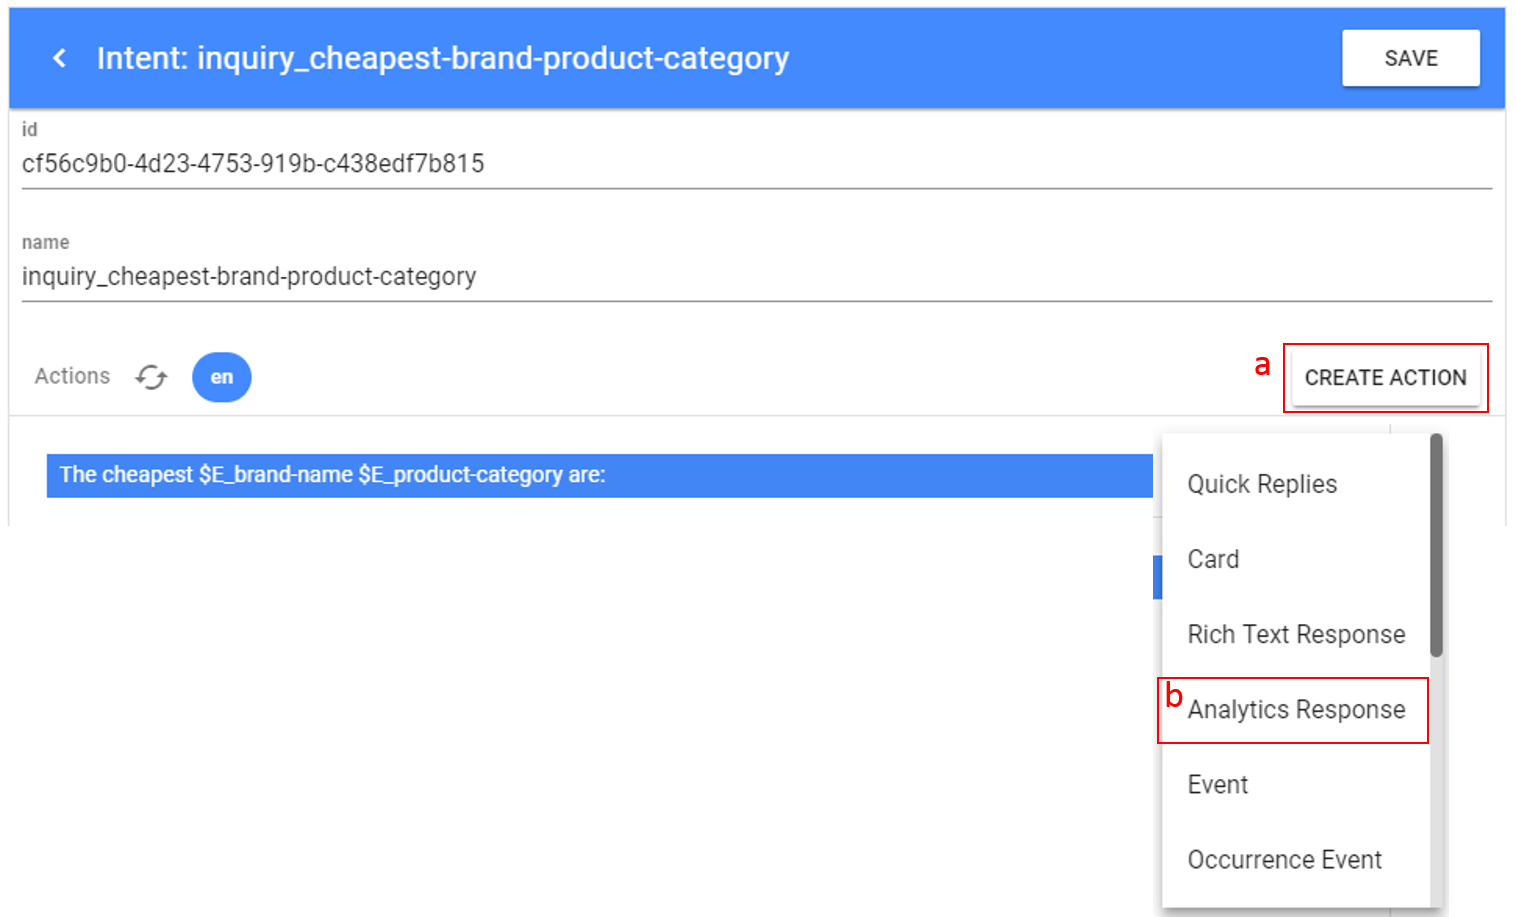 Intent: inquiry_cheapest-brand-product-category
SAVE
id
cf56c9b0-4d23-4753-919b-c438edf7b815
name
inquiry_cheapest-brand-product-category
Actions
en
a
CREATE ACTION
The cheapest $E_brand-name $E_product-category are:
Quick Replies
Card
Rich Text Response
b
Analytics Response
Event
Occurrence Event